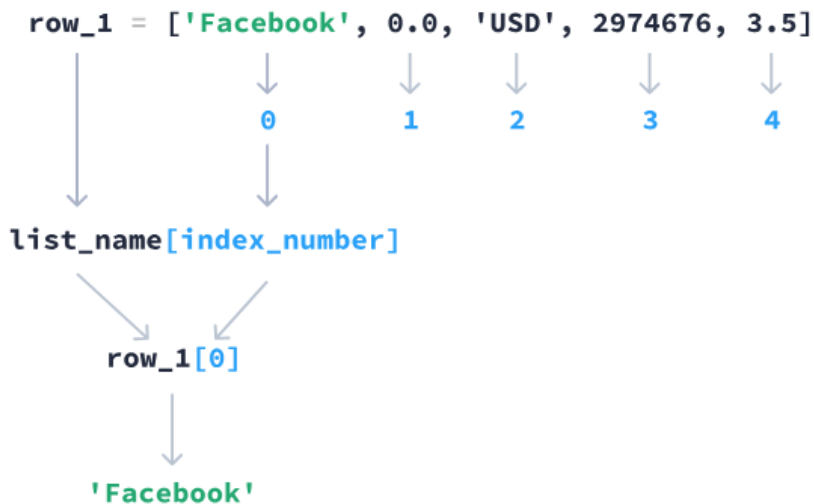 row_1 = ['Facebook', 0.0, 'USD', 2974676, 3.5]
0 1 2 3 4
list_name[index_number]
row_1[0]
'Facebook'